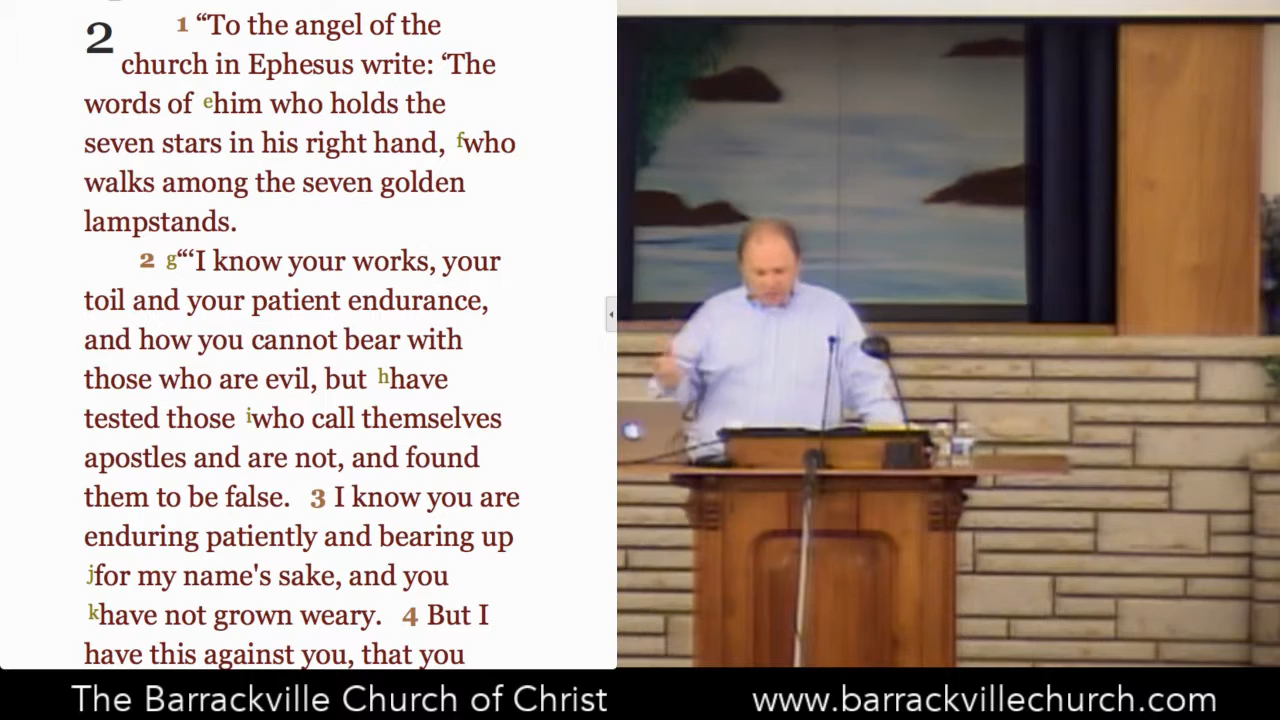 2 1 “To the angel of the
church in Ephesus write: ‘The
words of e him who holds the
seven stars in his right hand, f who
walks among the seven golden
lampstands.
2 g “‘I know your works, your
toil and your patient endurance,
and how you cannot bear with
those who are evil, but h have
tested those i who call themselves
apostles and are not, and found
them to be false. 3 I know you are
enduring patiently and bearing up
j for my name's sake, and you
k have not grown weary. 4 But I
have this against you, that you
The Barrackville Church of Christ
www.barrackvillechurch.com